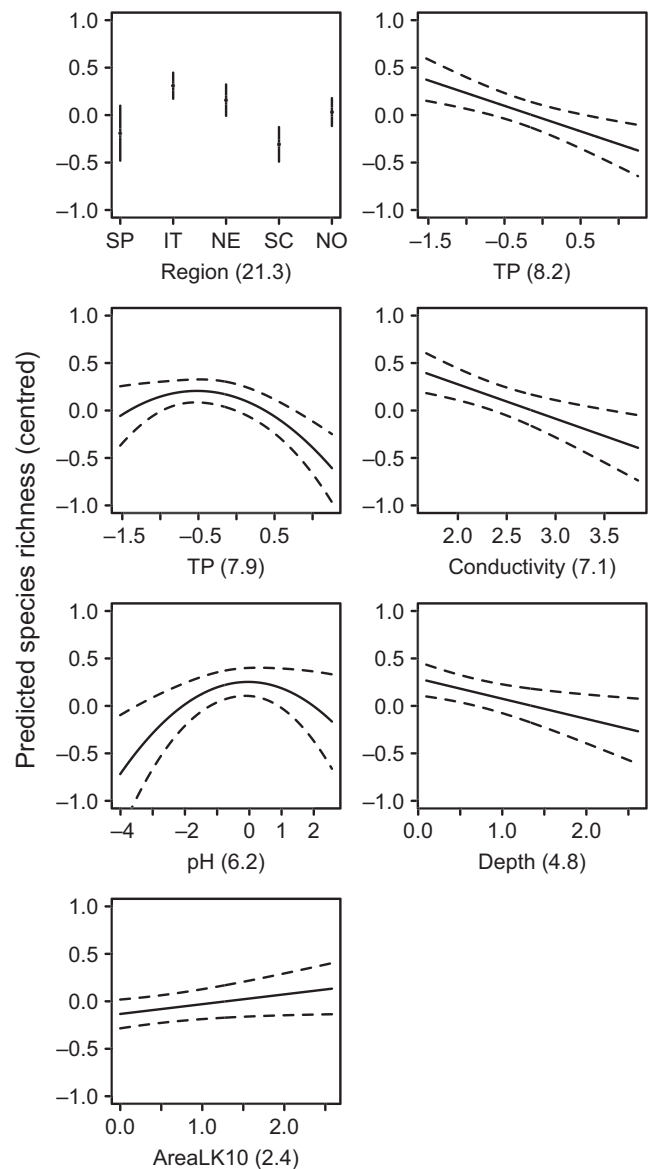 Predicted species richness (centred)
1.0
0.5
0.0
–0.5
–1.0
SP IT NE SC NO
Region (21.3)
1.0
0.5
0.0
–0.5
–1.0
–1.5 –0.5 0.5
TP (8.2)
1.0
0.5
0.0
–0.5
–1.0
–1.5 –0.5 0.5
TP (7.9)
1.0
0.5
0.0
–0.5
–1.0
2.0 2.5 3.0 3.5
Conductivity (7.1)
1.0
0.5
0.0
–0.5
–1.0
–4 –2 0 1 2
pH (6.2)
1.0
0.5
0.0
–0.5
–1.0
0.0 1.0 2.0
Depth (4.8)
1.0
0.5
0.0
–0.5
–1.0
0.0 1.0 2.0
AreaLK10 (2.4)